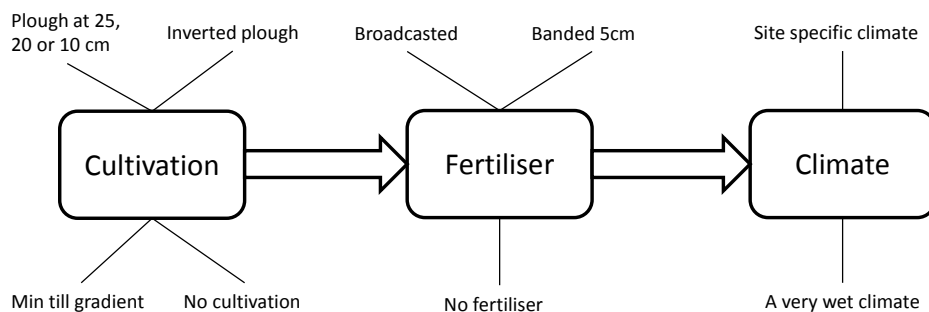 Plough at 25,
20 or 10 cm
Inverted plough
Broadcasted
Banded 5cm
Site specific climate
Cultivation
Fertiliser
Climate
Min till gradient
No cultivation
No fertiliser
A very wet climate